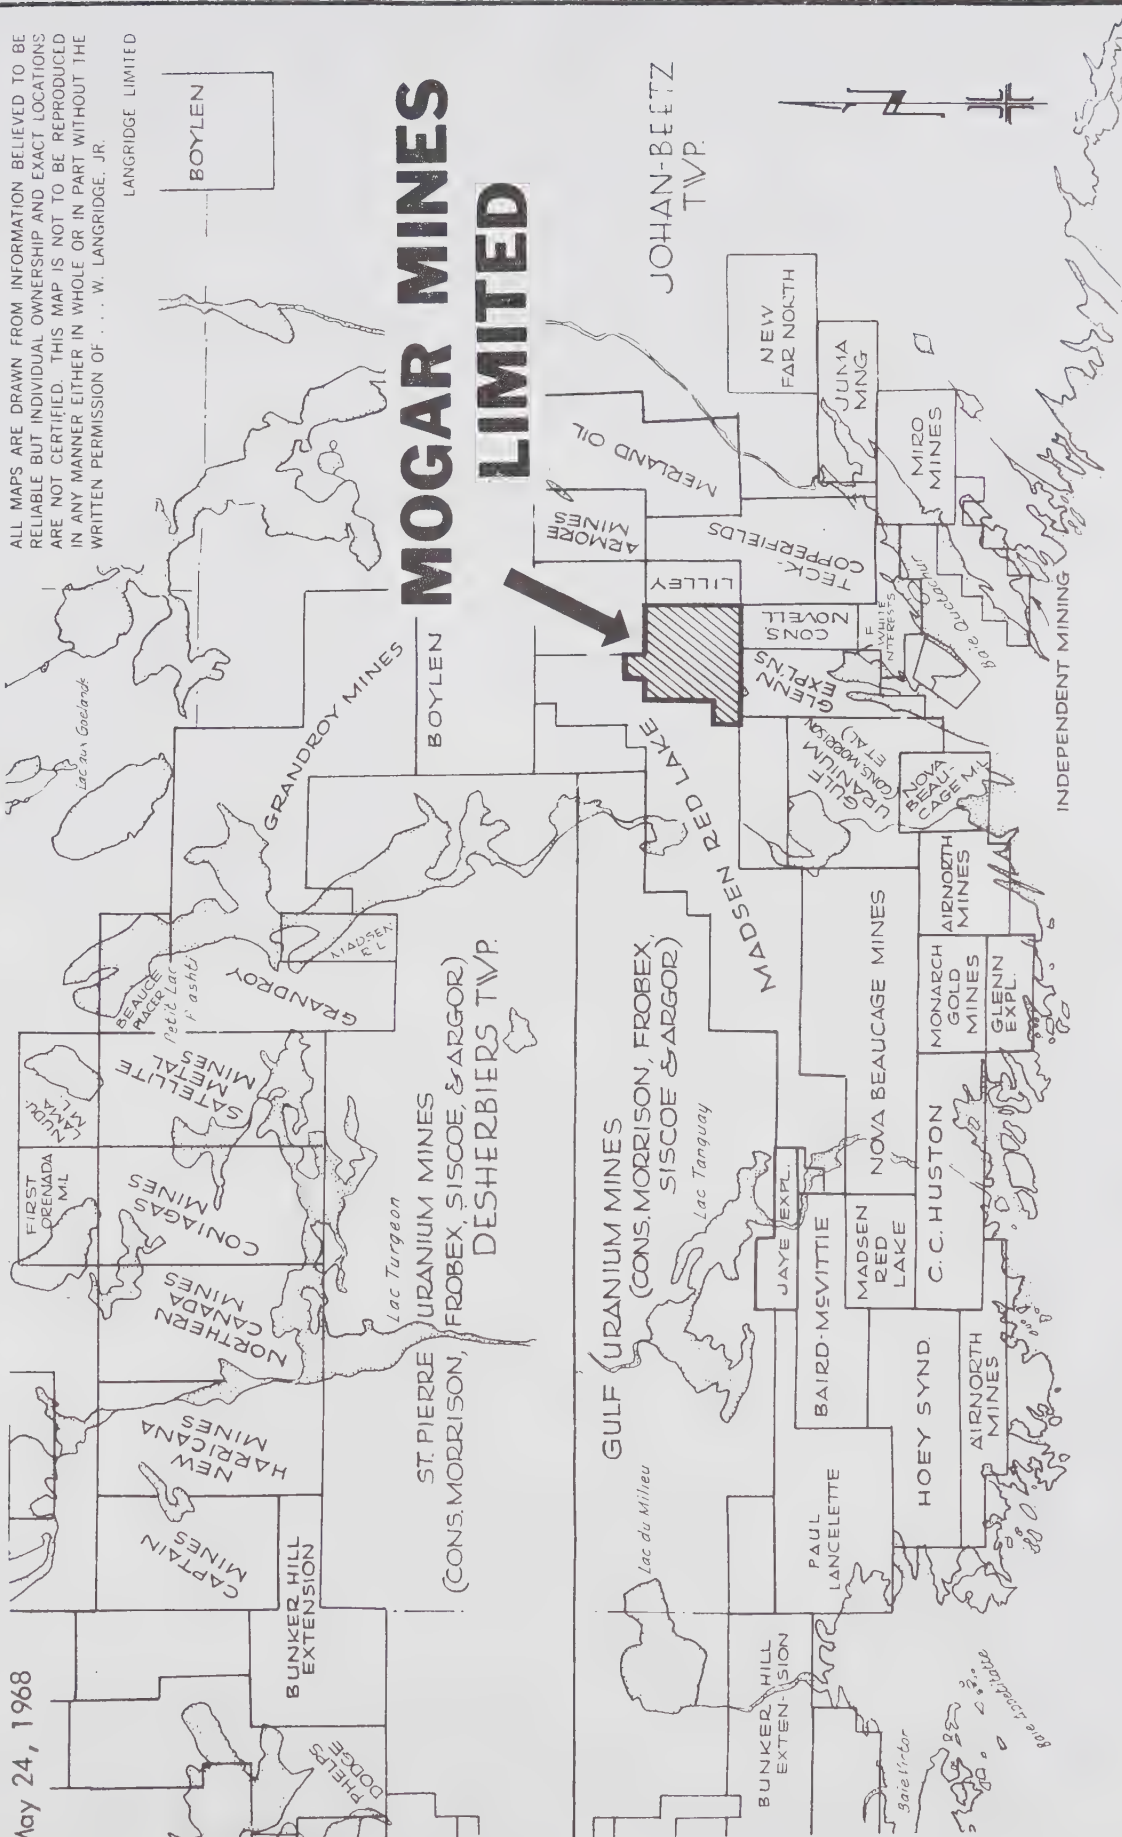 May 24, 1968
ALL MAPS ARE DRAWN FROM INFORMATION BELIEVED TO BE
RELIABLE BUT INDIVIDUAL OWNERSHIP AND EXACT LOCATIONS
ARE NOT CERTIFIED. THIS MAP IS NOT TO BE REPRODUCED
IN ANY MANNER EITHER IN WHOLE OR IN PART WITHOUT THE
WRITTEN PERMISSION OF . . . W. LANGRIDGE, JR.
LANGRIDGE LIMITED
BOYLEN
MOGAR MINES
LIMITED
JOHAN-BEETZ
TWP.
Lac aux Goelands
GRANDROY MINES
BOYLEN
FIRST
ORENADA
M·L
BEAUCE
PLACER
Petit Lac
GRANDROY
MADSEN
R.L.
SATELLITE
METAL
MINES
CONIAGAS
MINES
NORTHERN
CANADA
MINES
NEW
HARRICANA
MINES
CAPTAIN
MINES
BUNKER HILL
EXTENSION
PHELPS
DODGE
Lac Turgeon
ST. PIERRE URANIUM MINES
(CONS. MORRISON, FROBEX, SISCOE, & ARGOR)
DESHERBIERS TWP.
GULF URANIUM MINES
(CONS. MORRISON, FROBEX,
SISCOE & ARGOR)
Lac Tanquay
Lac du Milieu
MADSEN RED LAKE
ARMORE
MINES
MERLAND OIL
LILLEY
TECK.
COPPERFIELDS
NEW
FAR NORTH
JUMA
MNG
MIRO
MINES
CONS.
NOVELL
F
WHITE
INTERESTS
GLENN
EXPL'NS
GULF
URANIUM
(CONS. MORRISON
ET AL)
NOVA
BEAU-
CAGE M.L.
Baie Quetachu
INDEPENDENT MINING
AIRNORTH
MINES
NOVA BEAUCAGE MINES
MONARCH
GOLD
MINES
GLENN
EXPL.
JAYE EXPL.
BAIRD-McVITTIE
MADSEN
RED
LAKE
C. C. HUSTON
PAUL
LANCELETTE
HOEY SYND.
AIRNORTH
MINES
BUNKER HILL
EXTEN-SION
Baie Victor